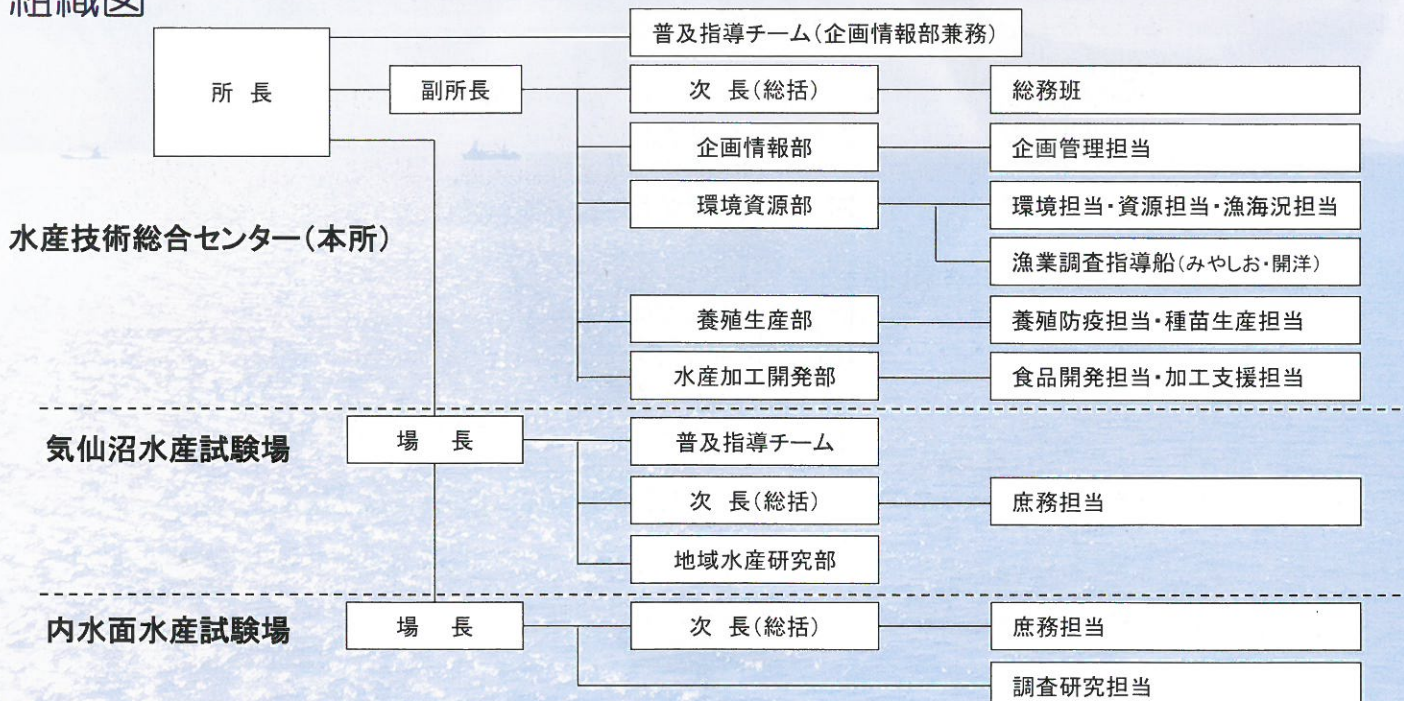 組織図
普及指導チーム(企画情報部兼務)
所 長
副所長
次 長(総括)
総務班
企画情報部
企画管理担当
環境資源部
環境担当・資源担当・漁海況担当
水産技術総合センター(本所)
漁業調査指導船(みやしお・開洋)
養殖生産部
養殖防疫担当・種苗生産担当
水産加工開発部
食品開発担当・加工支援担当
気仙沼水産試験場
場 長
普及指導チーム
次 長(総括)
庶務担当
地域水産研究部
内水面水産試験場
場 長
次 長(総括)
庶務担当
調査研究担当